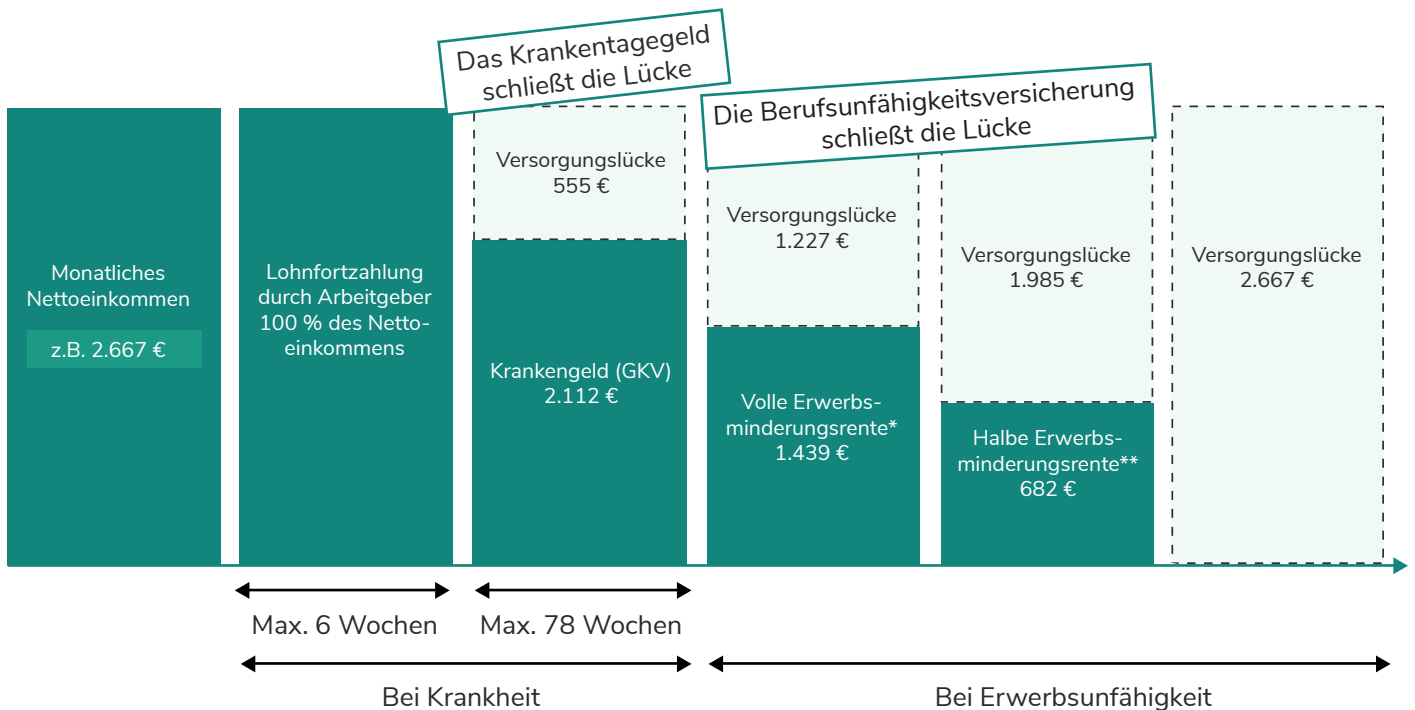 Das Krankentagegeld
schließt die Lücke
Die Berufsunfähigkeitsversicherung
schließt die Lücke
Monatliches
Nettoeinkommen
z.B. 2.667 €
Lohnfortzahlung
durch Arbeitgeber
100 % des Netto-
einkommens
Versorgungslücke
555 €
Krankengeld (GKV)
2.112 €
Versorgungslücke
1.227 €
Volle Erwerbs-
minderungsrente*
1.439 €
Versorgungslücke
1.985 €
Halbe Erwerbs-
minderungsrente**
682 €
Versorgungslücke
2.667 €
Max. 6 Wochen
Max. 78 Wochen
Bei Krankheit
Bei Erwerbsunfähigkeit